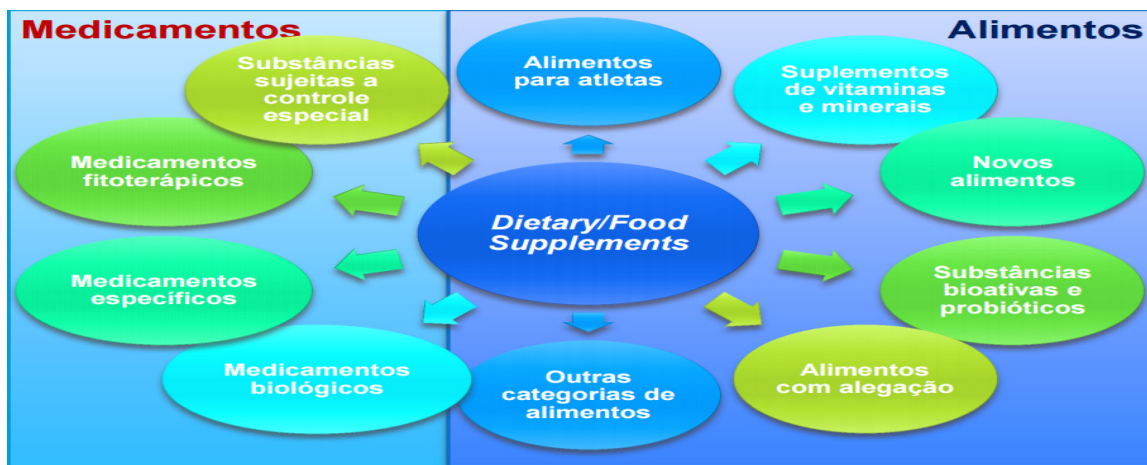 Medicamentos
Alimentos
Substâncias
sujeitas a
controle
especial
Alimentos
para atletas
Suplementos
de vitaminas
e minerais
Medicamentos
fitoterápicos
Novos
alimentos
Dietary/Food
Supplements
Medicamentos
específicos
Substâncias
bioativas e
probióticos
Medicamentos
biológicos
Outras
categorias de
alimentos
Alimentos
com alegação